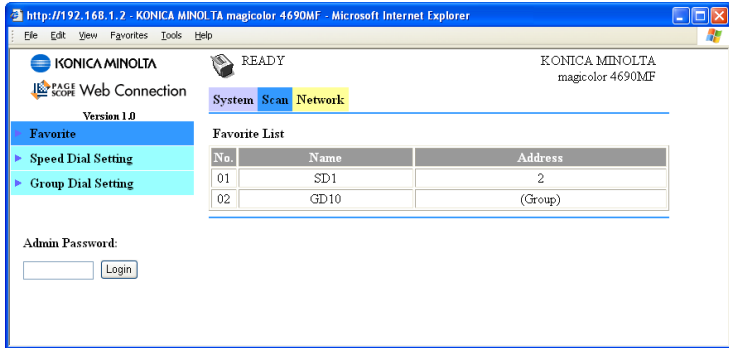 http://192.168.1.2 - KONICA MINOLTA magicolor 4690MF - Microsoft Internet Explorer
File Edit View Favorites Tools Help
KONICA MINOLTA
PAGE SCOPE Web Connection
Version 1.0
READY
KONICA MINOLTA
magicolor 4690MF
System Scan Network
Favorite
Speed Dial Setting
Group Dial Setting
Admin Password:
Login
Favorite List
No. Name Address
01 SD1 2
02 GD10 (Group)